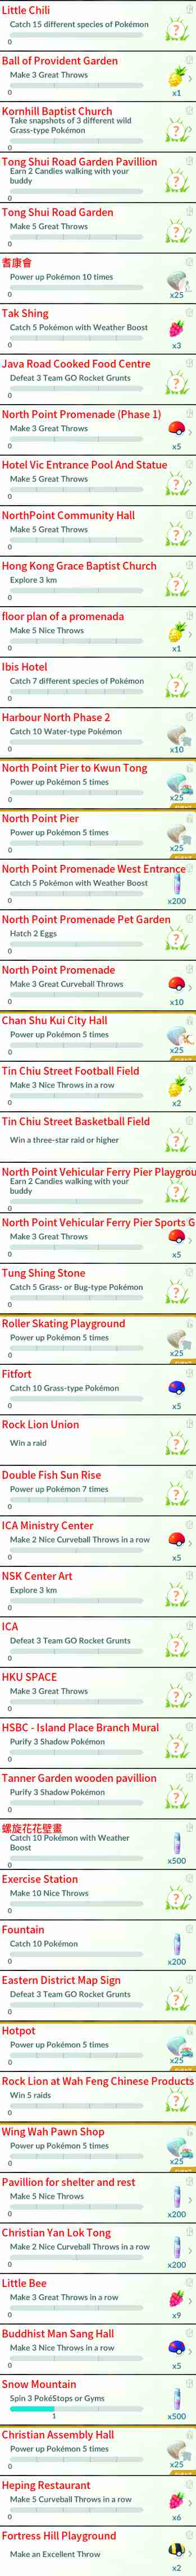 Little Chili
Catch 15 different species of Pokémon
?
0
Ball of Provident Garden
Make 3 Great Throws
0
x1
Kornhill Baptist Church
Take snapshots of 3 different wild
Grass-type Pokémon
?
0
Tong Shui Road Garden Pavillion
Earn 2 Candies walking with your
buddy
?
0
Tong Shui Road Garden
Make 5 Great Throws
?
0
耆康會
Power up Pokémon 10 times
0
x25
Tak Shing
Catch 5 Pokémon with Weather Boost
0
x3
Java Road Cooked Food Centre
Defeat 3 Team GO Rocket Grunts
?
0
North Point Promenade (Phase 1)
Make 3 Great Throws
0
x5
Hotel Vic Entrance Pool And Statue
Make 5 Great Throws
?
0
NorthPoint Community Hall
Make 5 Great Throws
?
0
Hong Kong Grace Baptist Church
Explore 3 km
?
0
floor plan of a promenada
Make 5 Nice Throws
0
x1
Ibis Hotel
Catch 7 different species of Pokémon
?
0
Harbour North Phase 2
Catch 10 Water-type Pokémon
0
x10
North Point Pier to Kwun Tong
Power up Pokémon 5 times
0
x25
North Point Pier
Power up Pokémon 5 times
0
x25
North Point Promenade West Entrance
Catch 5 Pokémon with Weather Boost
0
x200
North Point Promenade Pet Garden
Hatch 2 Eggs
?
0
North Point Promenade
Make 3 Great Curveball Throws
0
x10
Chan Shu Kui City Hall
Power up Pokémon 5 times
0
x25
Tin Chiu Street Football Field
Make 3 Nice Throws in a row
0
x2
Tin Chiu Street Basketball Field
Win a three-star raid or higher
?
North Point Vehicular Ferry Pier Playgrou
Earn 2 Candies walking with your
buddy
?
0
North Point Vehicular Ferry Pier Sports G
Make 3 Great Throws
0
x5
Tung Shing Stone
Catch 5 Grass- or Bug-type Pokémon
?
0
Roller Skating Playground
Power up Pokémon 5 times
0
x25
Fitfort
Catch 10 Grass-type Pokémon
0
x5
Rock Lion Union
Win a raid
?
Double Fish Sun Rise
Power up Pokémon 7 times
?
0
ICA Ministry Center
Make 2 Nice Curveball Throws in a row
0
x5
NSK Center Art
Explore 3 km
?
0
ICA
Defeat 3 Team GO Rocket Grunts
?
0
HKU SPACE
Make 3 Great Throws
?
0
HSBC - Island Place Branch Mural
Purify 3 Shadow Pokémon
?
0
Tanner Garden wooden pavillion
Purify 3 Shadow Pokémon
?
0
螺旋花花壁畫
Catch 10 Pokémon with Weather
Boost
0
x500
Exercise Station
Make 10 Nice Throws
?
0
Fountain
Catch 10 Pokémon
0
x200
Eastern District Map Sign
Defeat 3 Team GO Rocket Grunts
?
0
Hotpot
Power up Pokémon 5 times
0
x25
Rock Lion at Wah Feng Chinese Products
Win 5 raids
?
0
Wing Wah Pawn Shop
Power up Pokémon 5 times
0
x25
Pavillion for shelter and rest
Make 5 Nice Throws
0
x200
Christian Yan Lok Tong
Make 2 Nice Curveball Throws in a row
0
x200
Little Bee
Make 3 Great Throws in a row
0
x9
Buddhist Man Sang Hall
Make 3 Nice Throws in a row
0
x5
Snow Mountain
Spin 3 PokéStops or Gyms
1
x500
Christian Assembly Hall
Power up Pokémon 5 times
0
x25
Heping Restaurant
Make 5 Curveball Throws in a row
0
x6
Fortress Hill Playground
Make an Excellent Throw
x2